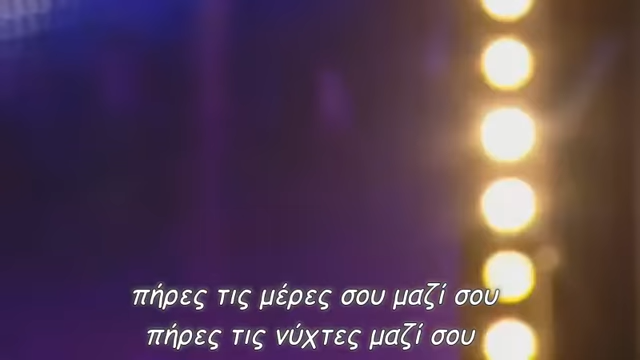 πήρες τις μέρες σου μαζί σου
πήρες τις νύχτες μαζί σου